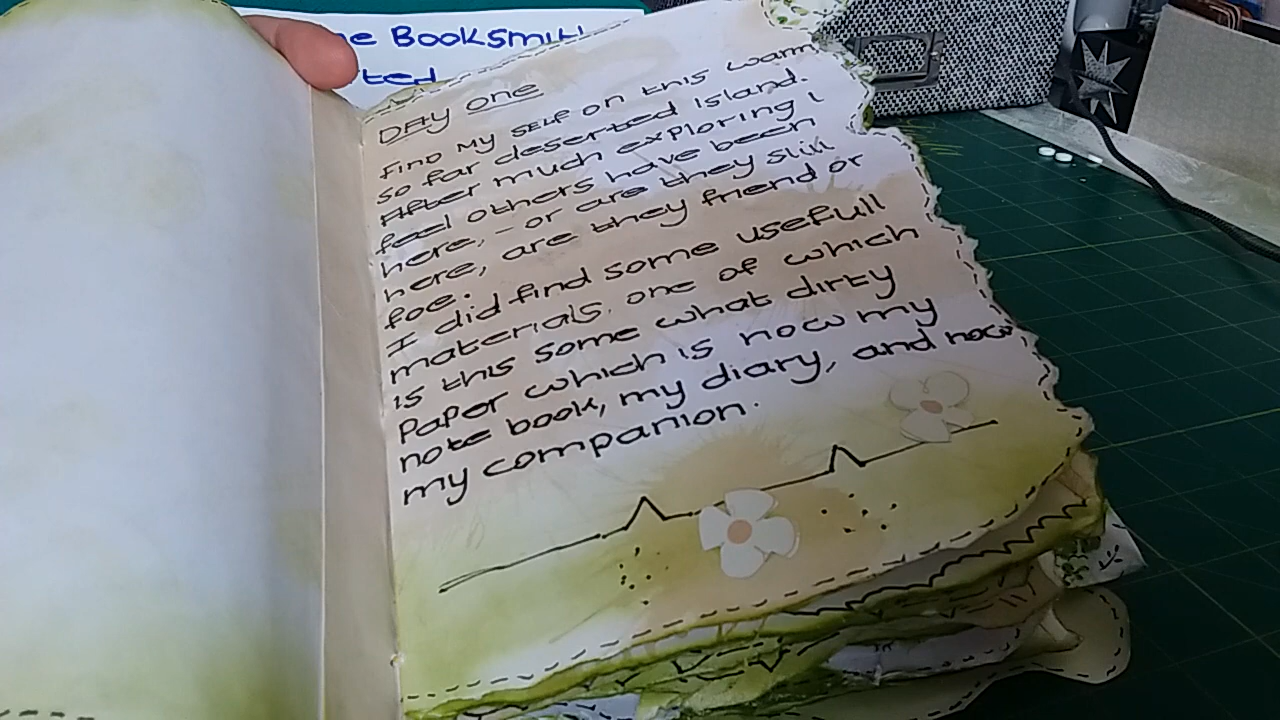 e Booksmith
ted
DAY one
find my self on this warm
so far deserted Island.
After much exploring i
feel others have been
here, - or are they still
here, are they friend or
foe.
I did find some usefull
materials, one of which
is this some what dirty
paper which is now my
note book, my diary, and now
my companion.